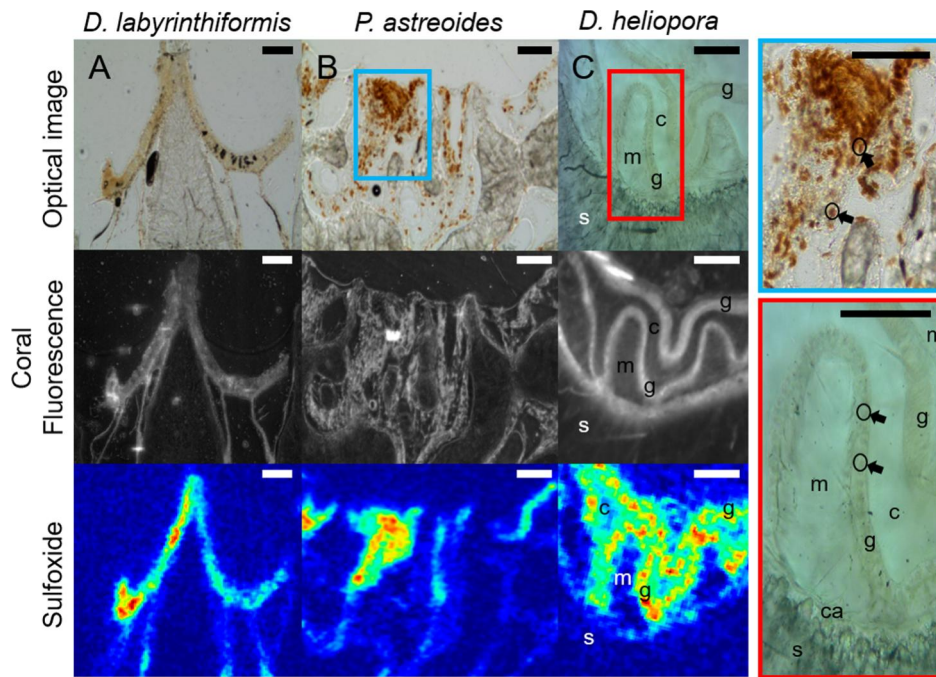 D. labyrinthiformis P. astreoides D. heliopora
Optical image
A
B
C
g
c
m
g
s
Coral
Fluorescence
g
c
m
g
s
Sulfoxide
c
g
m
g
s
m
g
m
c
g
ca
s